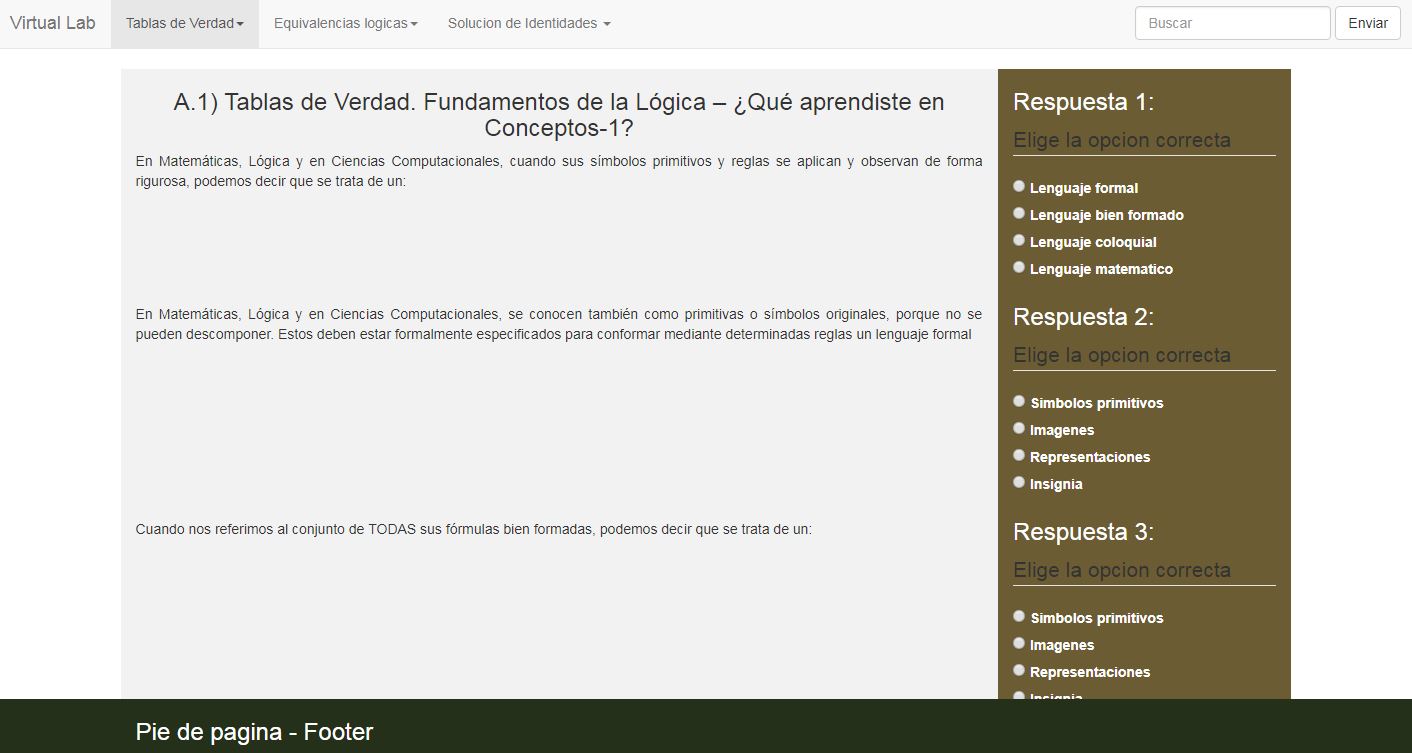 Virtual Lab Tablas de Verdad Equivalencias logicas Solucion de Identidades Buscar Enviar
A.1) Tablas de Verdad. Fundamentos de la Lógica – ¿Qué aprendiste en
Conceptos-1?
En Matemáticas, Lógica y en Ciencias Computacionales, cuando sus símbolos primitivos y reglas se aplican y observan de forma
rigurosa, podemos decir que se trata de un:
En Matemáticas, Lógica y en Ciencias Computacionales, se conocen también como primitivas o símbolos originales, porque no se
pueden descomponer. Estos deben estar formalmente especificados para conformar mediante determinadas reglas un lenguaje formal
Cuando nos referimos al conjunto de TODAS sus fórmulas bien formadas, podemos decir que se trata de un:
Respuesta 1:
Elige la opcion correcta
Lenguaje formal
Lenguaje bien formado
Lenguaje coloquial
Lenguaje matematico
Respuesta 2:
Elige la opcion correcta
Simbolos primitivos
Imagenes
Representaciones
Insignia
Respuesta 3:
Elige la opcion correcta
Simbolos primitivos
Imagenes
Representaciones
Insignia
Pie de pagina - Footer